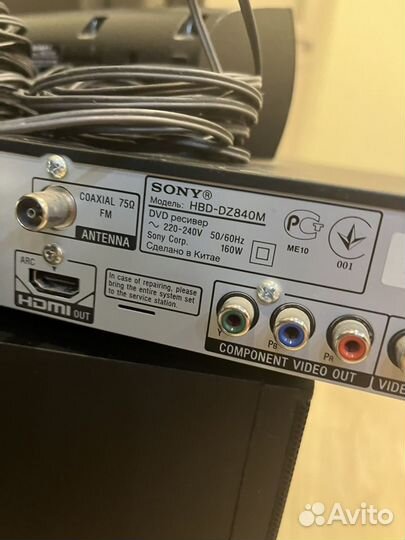 COAXIAL 75Ω
FM
ANTENNA
SONY®
Модель: HBD-DZ840M
DVD ресивер
~ 220-240V 50/60Hz
Sony Corp. 160W
Сделано в Китае
РСТ
ME10
001
ARC
HDMI OUT
In case of repairing, please
bring the entire system set
to the service station.
Y
PB
PR
COMPONENT VIDEO OUT
VIDE
Avito